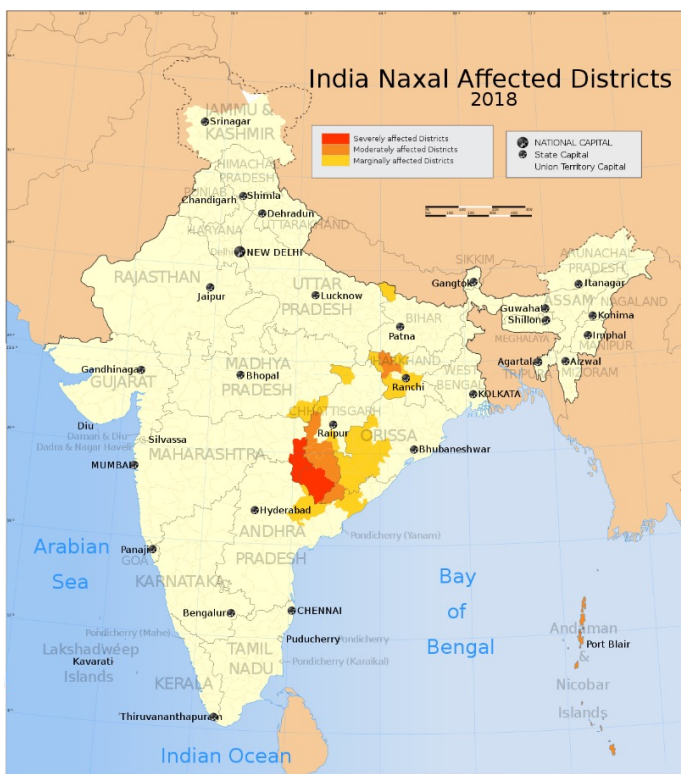 India Naxal Affected Districts
2018
Severely affected Districts
Moderately affected Districts
Marginally affected Districts
NATIONAL CAPITAL
State Capital
Union Territory Capital
JAMMU &
KASHMIR
Srinagar
HIMACHAL
PRADESH
PUNJAB
Shimla
Chandigarh
Dehradun
UTTARAKHAND
HARYANA
Delhi
NEW DELHI
RAJASTHAN
Jaipur
UTTAR
PRADESH
Lucknow
SIKKIM
Gangtok
ARUNACHAL
PRADESH
Itanagar
ASSAM
NAGALAND
Guwahat
Kohima
Shillon
MEGHALAYA
Imphal
MANIPUR
Agartal
TRIPURA
Aizwal
MIZORAM
BIHAR
Patna
JHARKHAND
Ranchi
WEST
BENGAL
KOLKATA
Gandhinagar
GUJARAT
MADHYA
PRADESH
Bhopal
CHHATTISGARH
Raipur
ORISSA
Bhubaneshwar
Diu
Daman & Diu
Dadra & Nagar Haveli
Silvassa
MUMBAI
MAHARASHTRA
Hyderabad
ANDHRA
PRADESH
Pondicherry (Yanam)
Arabian
Sea
Panaji
GOA
KARNATAKA
Bay
of
Bengal
Bengalur
CHENNAI
Pondicherry (Mahe)
Puducherry
Pondicherry
Lakshadweep
Kavarati
Islands
TAMIL
NADU
Pondicherry (Karaikal)
KERALA
Thiruvananthapuram
Andaman
&
Port Blair
Nicobar
Islands
Indian Ocean